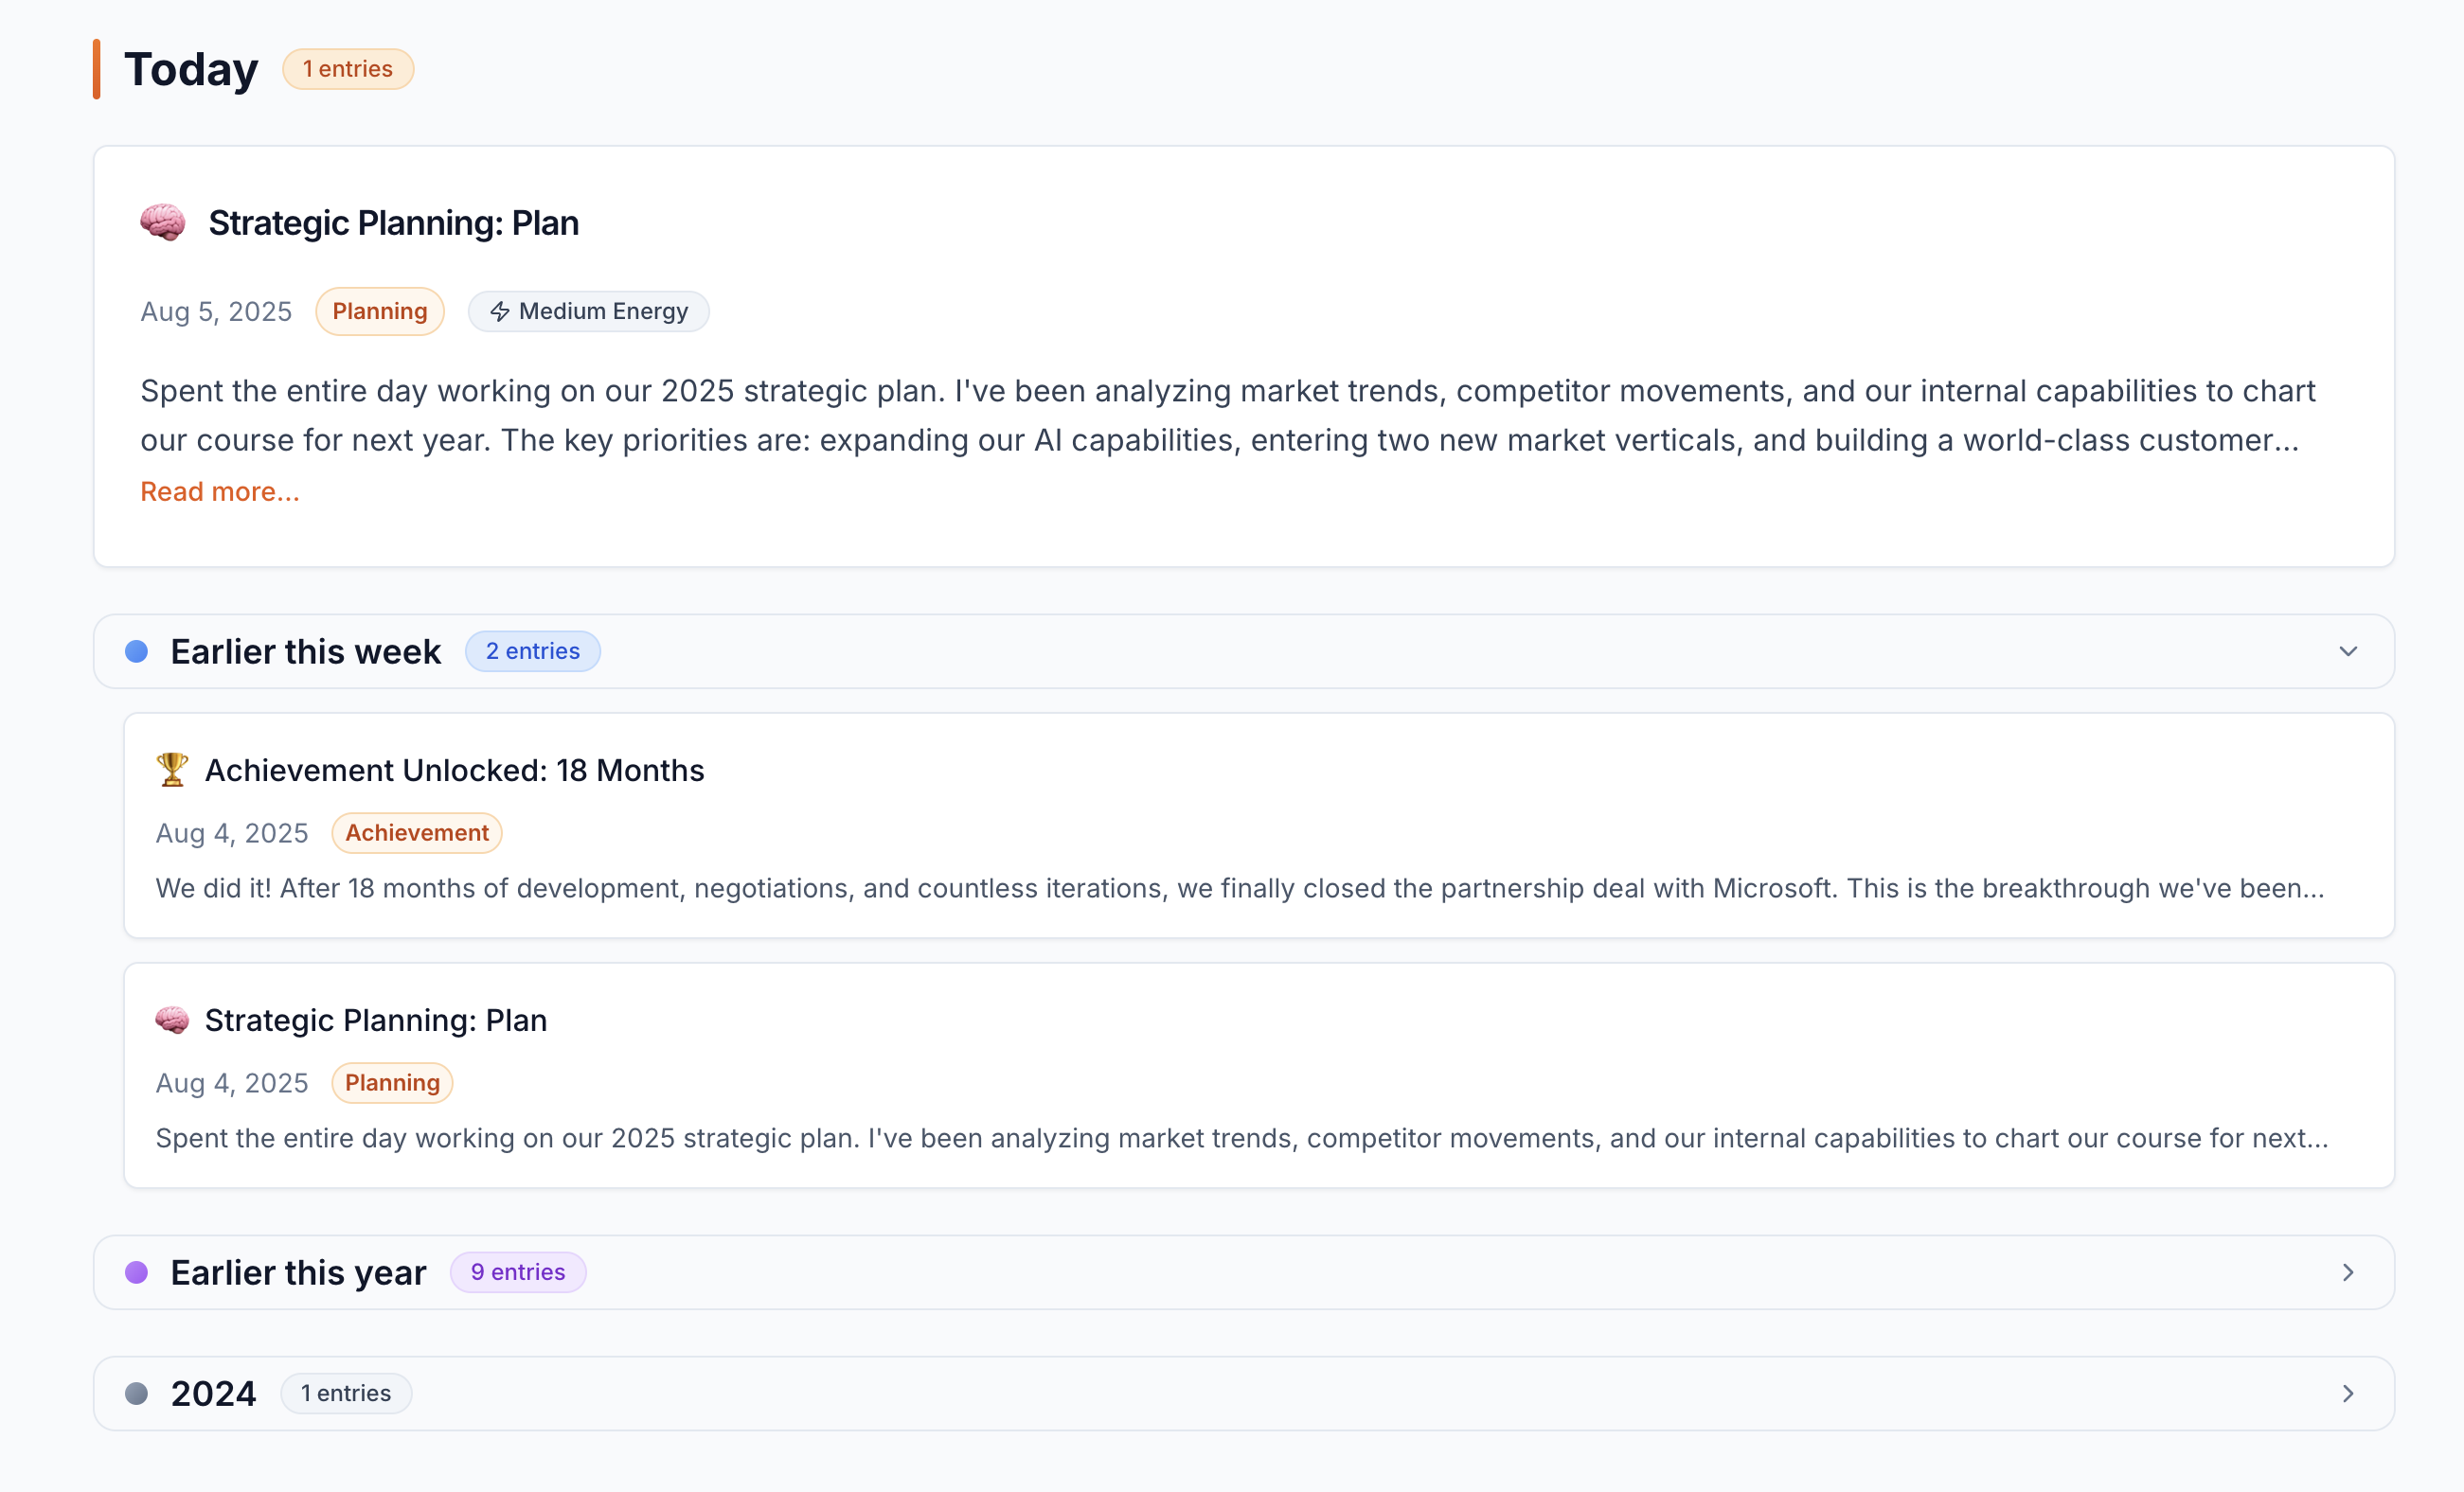 Today
1 entries
Strategic Planning: Plan
Aug 5, 2025 Planning Medium Energy
Spent the entire day working on our 2025 strategic plan. I've been analyzing market trends, competitor movements, and our internal capabilities to chart
our course for next year. The key priorities are: expanding our AI capabilities, entering two new market verticals, and building a world-class customer...
Read more...
Earlier this week 2 entries
Achievement Unlocked: 18 Months
Aug 4, 2025 Achievement
We did it! After 18 months of development, negotiations, and countless iterations, we finally closed the partnership deal with Microsoft. This is the breakthrough we've been...
Strategic Planning: Plan
Aug 4, 2025 Planning
Spent the entire day working on our 2025 strategic plan. I've been analyzing market trends, competitor movements, and our internal capabilities to chart our course for next...
Earlier this year 9 entries
2024 1 entries